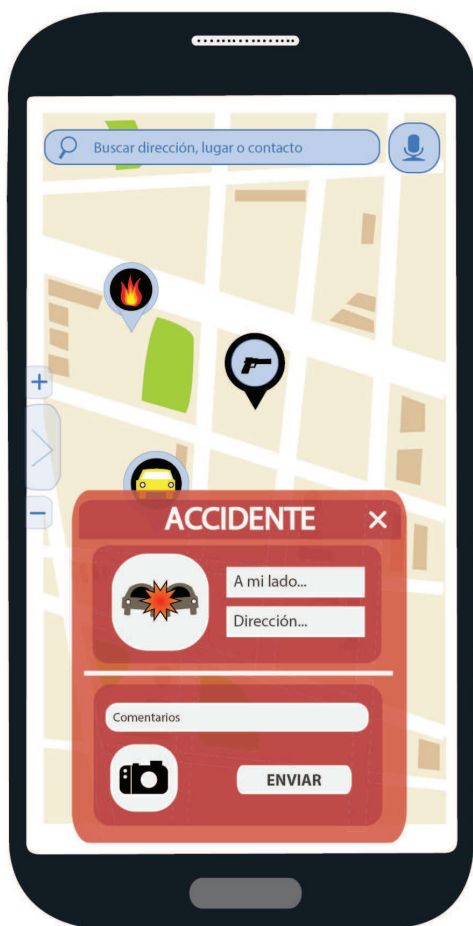 Buscar dirección, lugar o contacto
+
−
ACCIDENTE ×
A mi lado...
Dirección...
Comentarios
ENVIAR